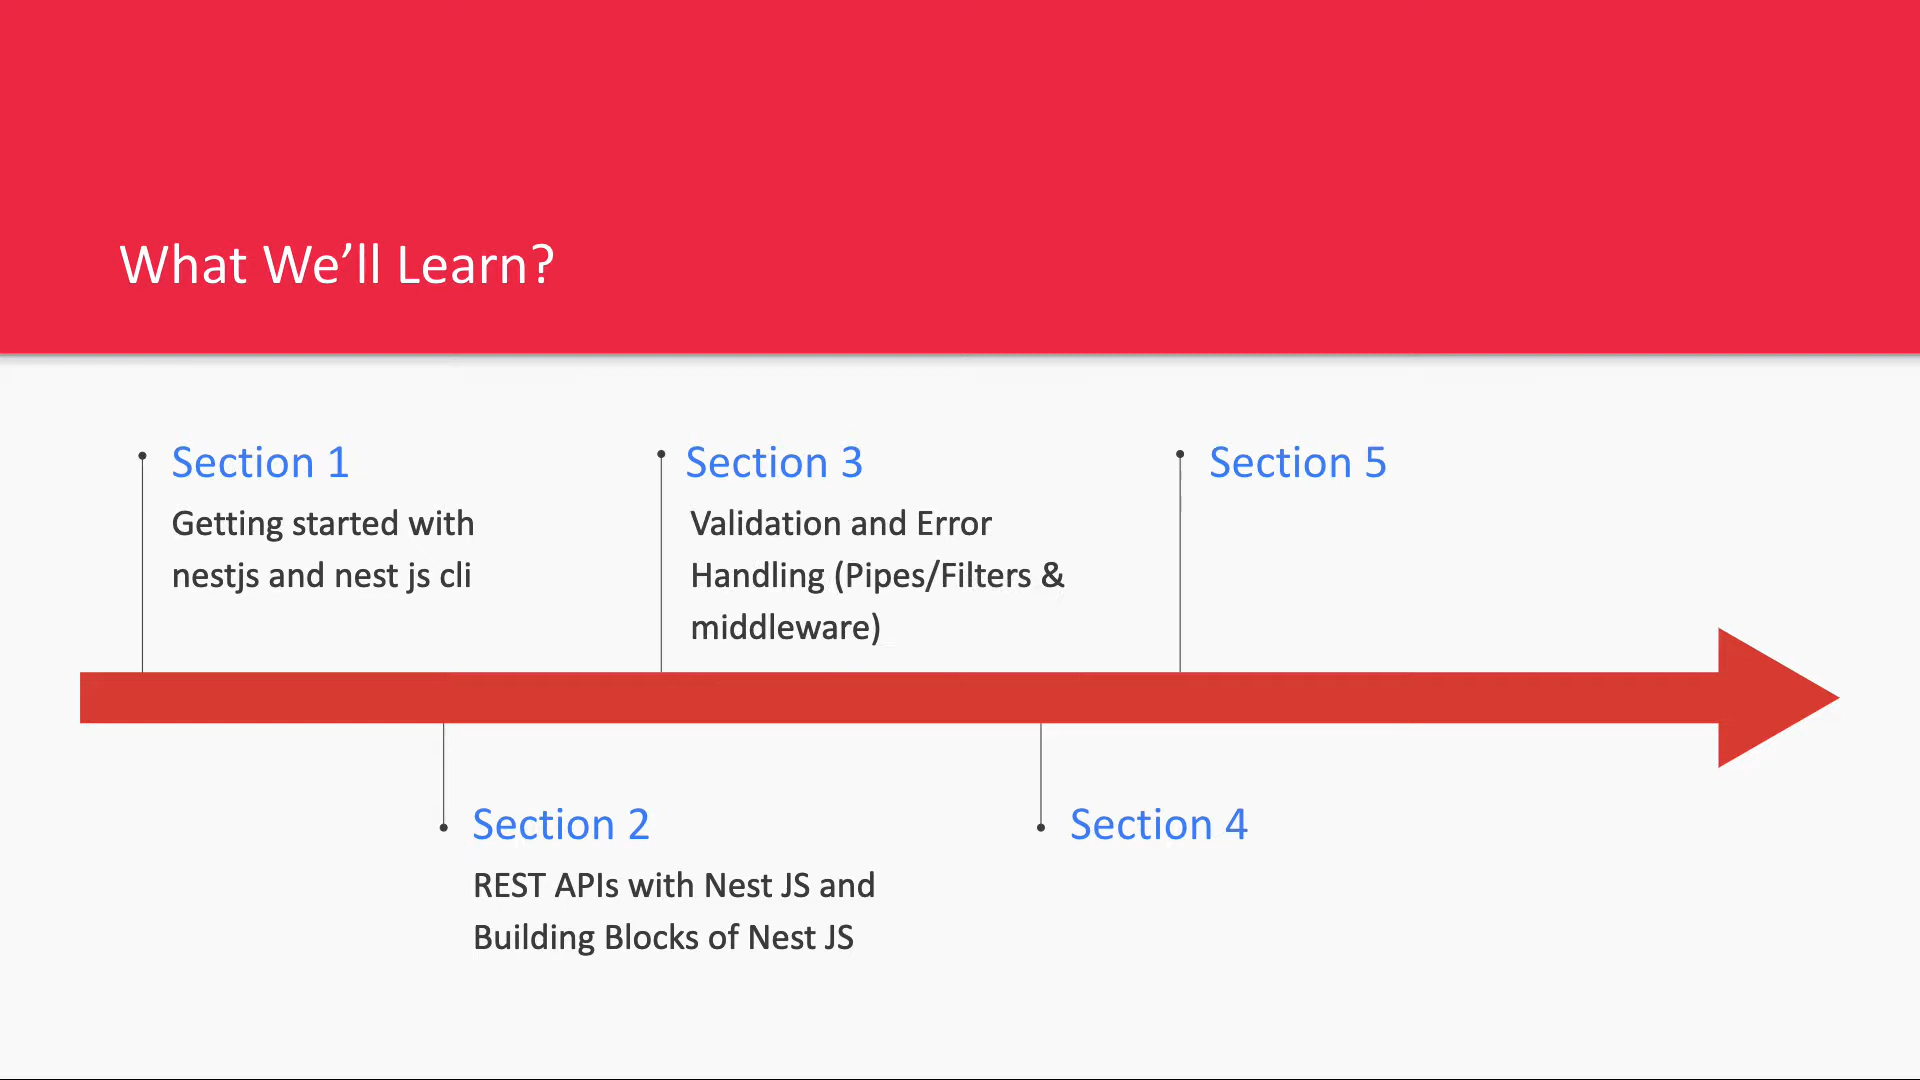 What We’ll Learn?
Section 1
Getting started with
nestjs and nest js cli
Section 2
REST APIs with Nest JS and
Building Blocks of Nest JS
Section 3
Validation and Error
Handling (Pipes/Filters &
middleware)
Section 4
Section 5